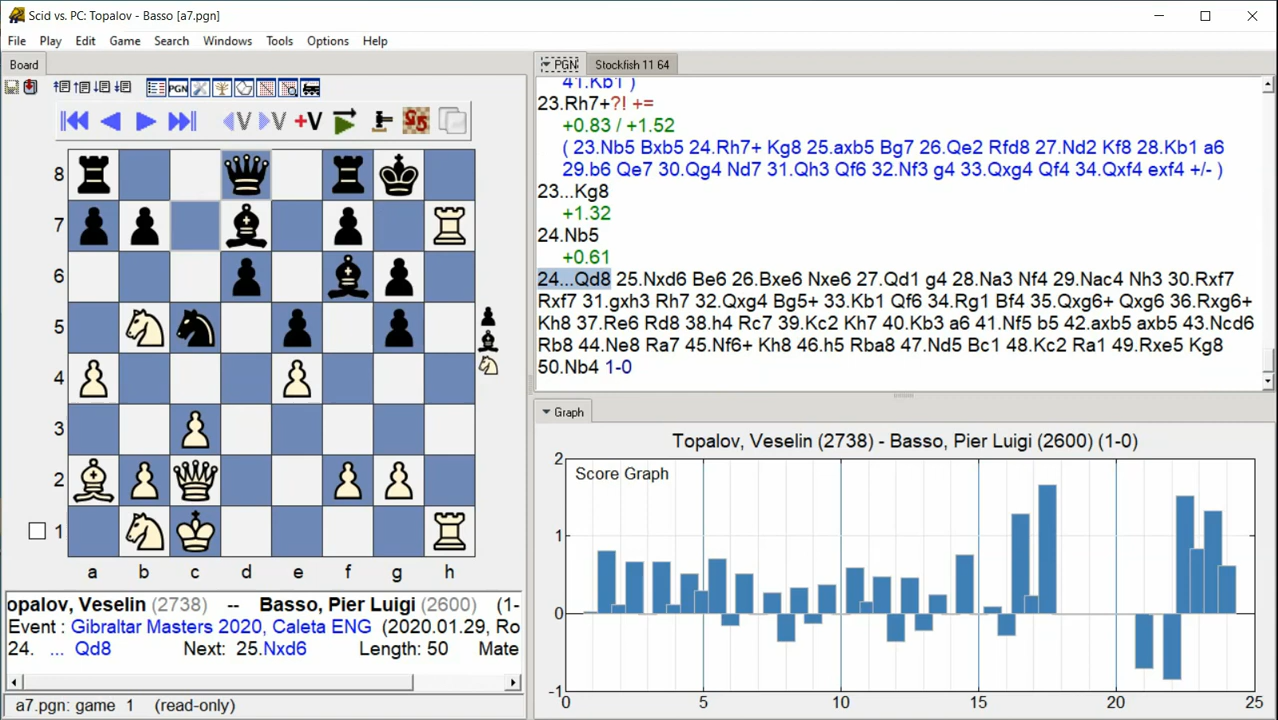 Scid vs. PC: Topalov - Basso [a7.pgn]
File Play Edit Game Search Windows Tools Options Help
Board
PGN
+V
8
7
6
5
4
3
2
1
a b c d e f g h
opalov, Veselin (2738) -- Basso, Pier Luigi (2600) (1-
Event : Gibraltar Masters 2020, Caleta ENG (2020.01.29, Ro
24. ... Qd8 Next: 25.Nxd6 Length: 50 Mate
a7.pgn: game 1 (read-only)
PGN Stockfish 11 64
41.Kb1 )
23.Rh7+?! +=
+0.83 / +1.52
( 23.Nb5 Bxb5 24.Rh7+ Kg8 25.axb5 Bg7 26.Qe2 Rfd8 27.Nd2 Kf8 28.Kb1 a6
29.b6 Qe7 30.Qg4 Nd7 31.Qh3 Qf6 32.Nf3 g4 33.Qxg4 Qf4 34.Qxf4 exf4 +/- )
23...Kg8
+1.32
24.Nb5
+0.61
24...Qd8 25.Nxd6 Be6 26.Bxe6 Nxe6 27.Qd1 g4 28.Na3 Nf4 29.Nac4 Nh3 30.Rxf7
Rxf7 31.gxh3 Rh7 32.Qxg4 Bg5+ 33.Kb1 Qf6 34.Rg1 Bf4 35.Qxg6+ Qxg6 36.Rxg6+
Kh8 37.Re6 Rd8 38.h4 Rc7 39.Kc2 Kh7 40.Kb3 a6 41.Nf5 b5 42.axb5 axb5 43.Ncd6
Rb8 44.Ne8 Ra7 45.Nf6+ Kh8 46.h5 Rba8 47.Nd5 Bc1 48.Kc2 Ra1 49.Rxe5 Kg8
50.Nb4 1-0
Graph
Topalov, Veselin (2738) - Basso, Pier Luigi (2600) (1-0)
Score Graph
2
1
0
-1
0 5 10 15 20 25